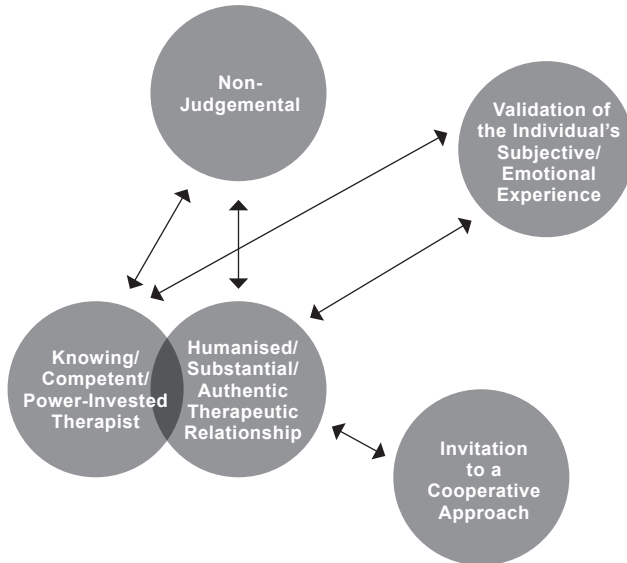 Non-
Judgemental
Validation of
the Individual's
Subjective/
Emotional
Experience
Knowing/
Competent/
Power-Invested
Therapist
Humanised/
Substantial/
Authentic
Therapeutic
Relationship
Invitation
to a
Cooperative
Approach